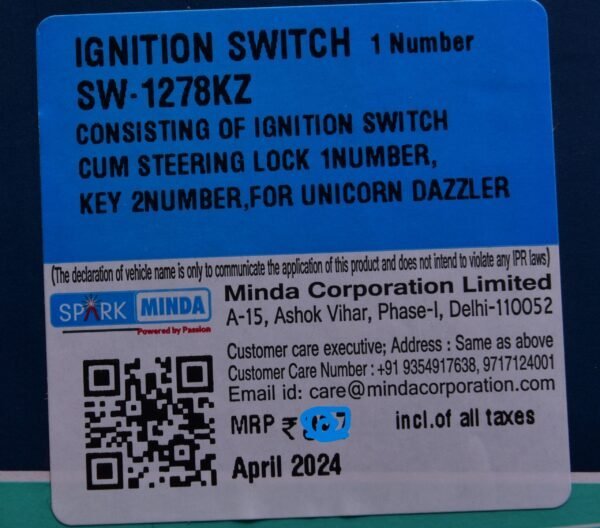 IGNITION SWITCH 1 Number
SW-1278KZ
CONSISTING OF IGNITION SWITCH
CUM STEERING LOCK 1NUMBER,
KEY 2NUMBER,FOR UNICORN DAZZLER
(The declaration of vehicle name is only to communicate the application of this product and does not intend to violate any IPR laws)
SPARK MINDA
Powered by Passion
Minda Corporation Limited
A-15, Ashok Vihar, Phase-I, Delhi-110052
Customer care executive; Address : Same as above
Customer Care Number : +91 9354917638, 9717124001
Email id: care@mindacorporation.com
MRP ₹ incl.of all taxes
April 2024